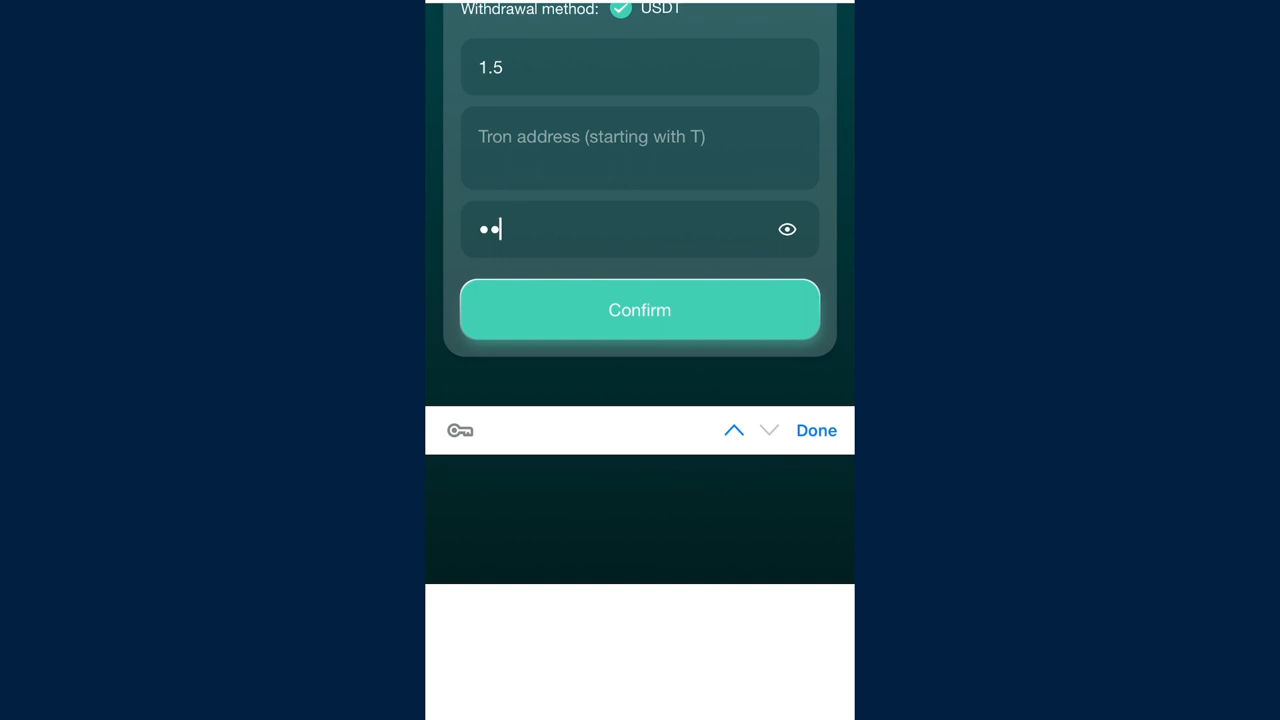 Withdrawal method: USDT
1.5
Tron address (starting with T)
••
Confirm
Done